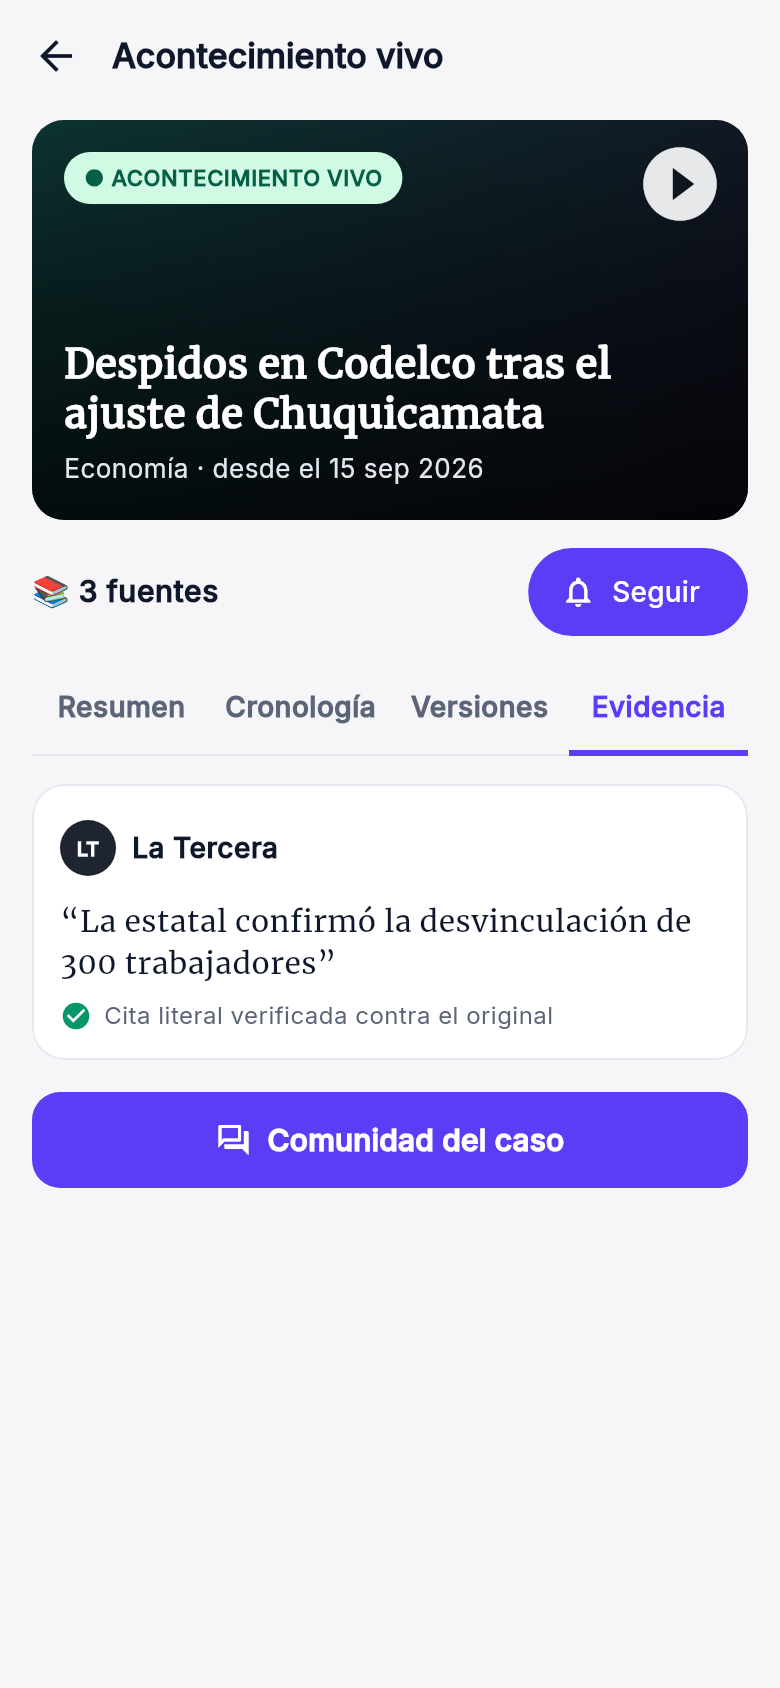 Acontecimiento vivo
ACONTECIMIENTO VIVO
Despidos en Codelco tras el
ajuste de Chuquicamata
Economía · desde el 15 sep 2026
3 fuentes
Seguir
Resumen Cronología Versiones Evidencia
LT La Tercera
“La estatal confirmó la desvinculación de
300 trabajadores”
Cita literal verificada contra el original
Comunidad del caso